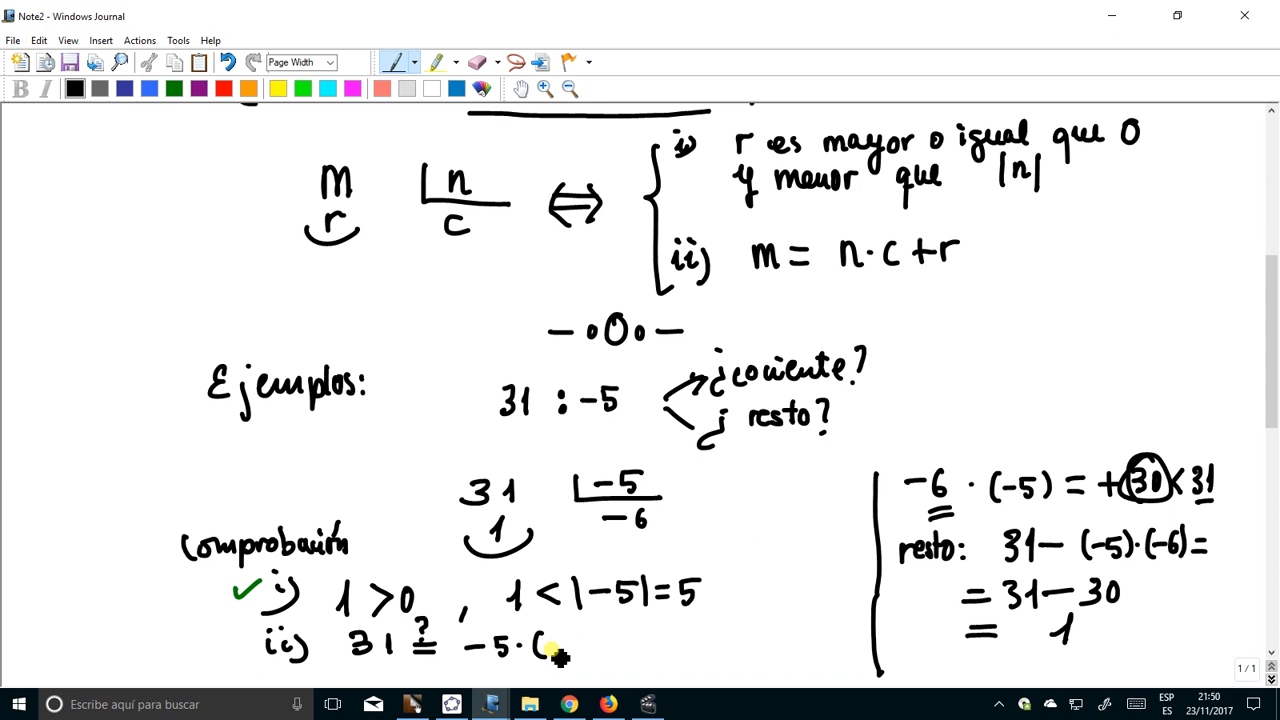 Note2 - Windows Journal
File Edit View Insert Actions Tools Help
Page Width
B I
m |n ⟺ i) r es mayor o igual que 0
y menor que |n|
r c
ii) m = n·c + r
-∘0∘-
Ejemplos: 31 : -5 ¿cociente?
¿resto?
31 |-5
1 -6
-6 · (-5) = +30 < 31
resto: 31 - (-5)·(-6) =
= 31 - 30
= 1
Comprobación
✓ i) 1 > 0 , 1 < |-5| = 5
ii) 31 ≟ -5 · (
1 / 1
Escribe aquí para buscar
ESP
ES
21:50
23/11/2017